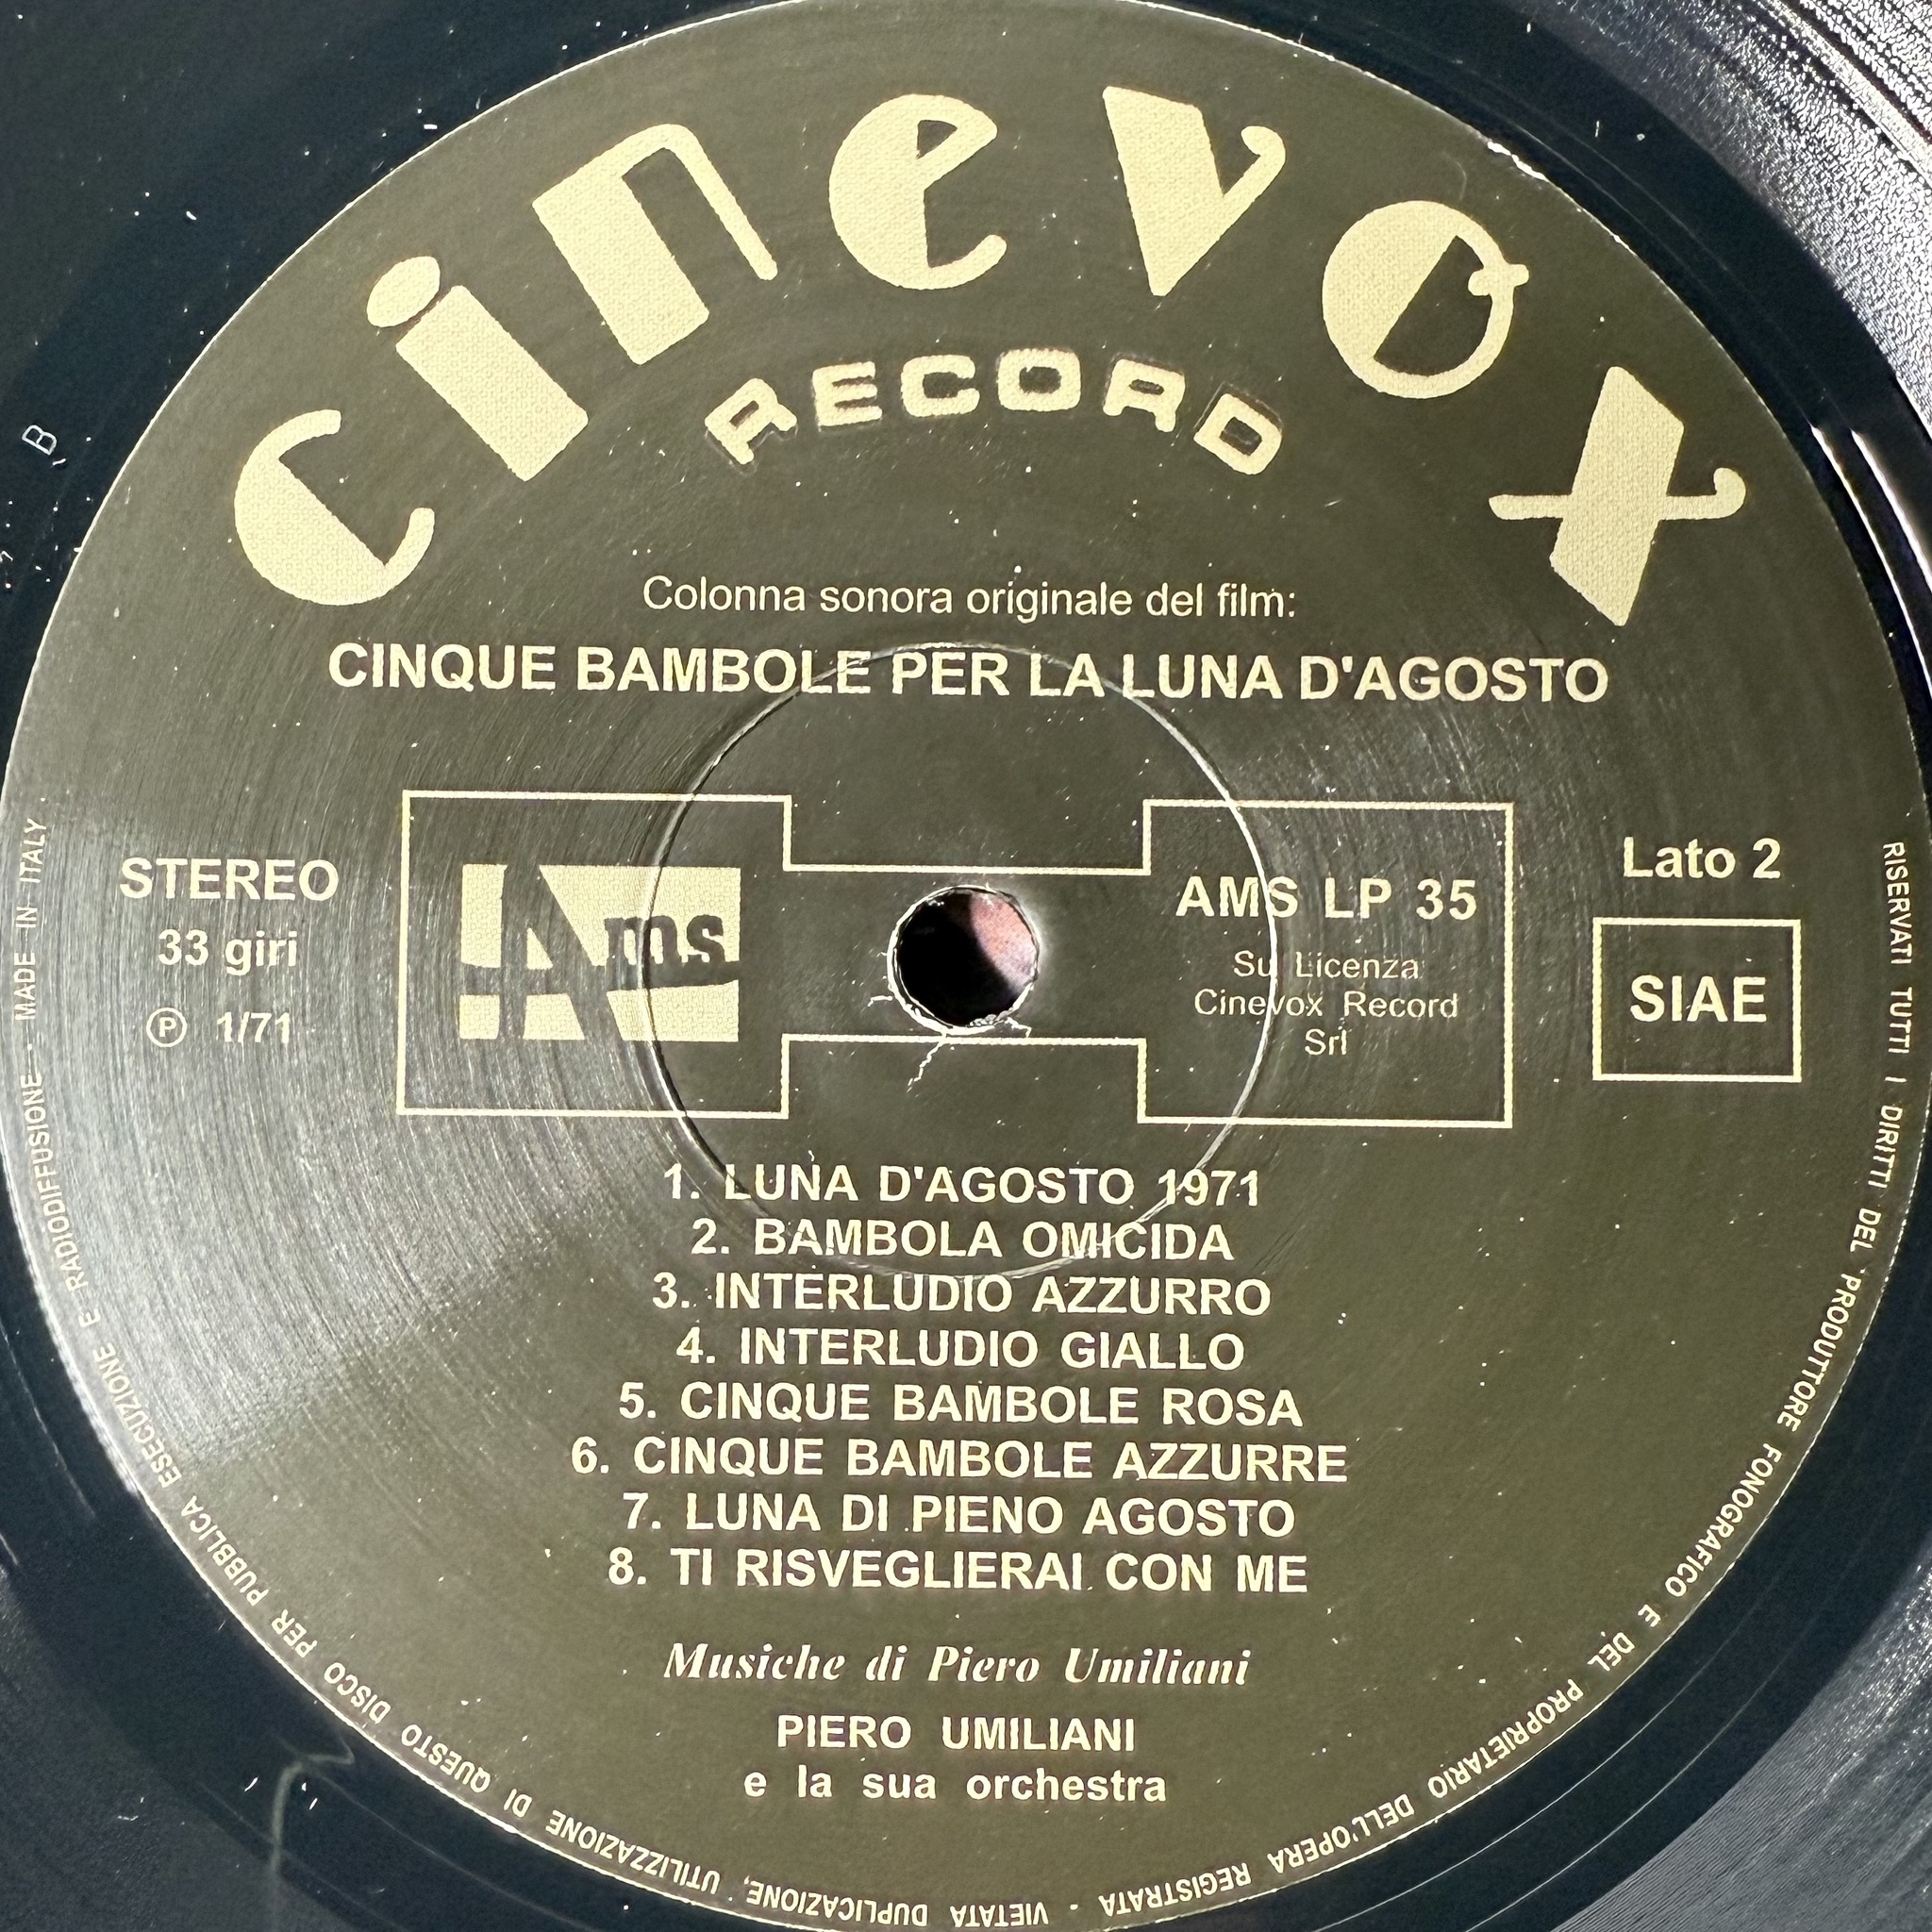 cinevox
RECORD
Colonna sonora originale del film:
CINQUE BAMBOLE PER LA LUNA D'AGOSTO
STEREO
33 giri
Ⓟ 1/71
Ams
AMS LP 35
Su Licenza
Cinevox Record
Srl
Lato 2
SIAE
1. LUNA D'AGOSTO 1971
2. BAMBOLA OMICIDA
3. INTERLUDIO AZZURRO
4. INTERLUDIO GIALLO
5. CINQUE BAMBOLE ROSA
6. CINQUE BAMBOLE AZZURRE
7. LUNA DI PIENO AGOSTO
8. TI RISVEGLIERAI CON ME
Musiche di Piero Umiliani
PIERO UMILIANI
e la sua orchestra
RISERVATI TUTTI I DIRITTI DEL PRODUTTORE FONOGRAFICO E DEL PROPRIETARIO DELL'OPERA REGISTRATA - VIETATA DUPLICAZIONE, UTILIZZAZIONE DI QUESTO DISCO PER PUBBLICA ESECUZIONE E RADIODIFFUSIONE - MADE IN ITALY
B